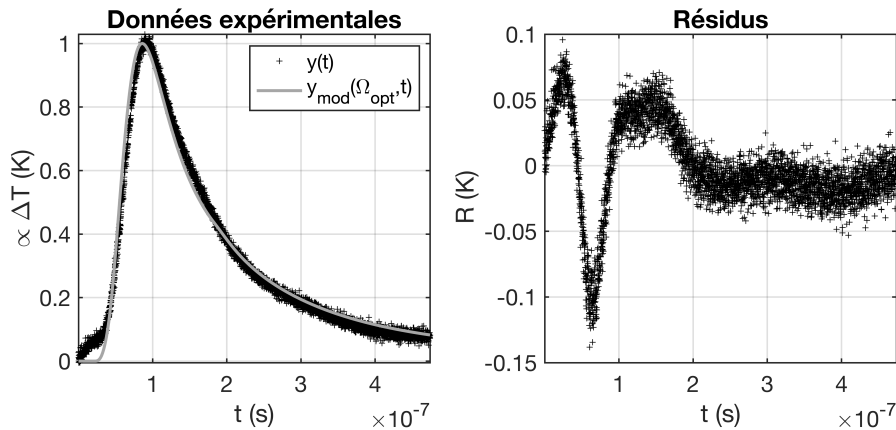 Données expérimentales
1
0.8
0.6
0.4
0.2
0
∝ ΔT (K)
y(t)
y_mod(Ω_opt,t)
1 2 3 4
t (s)
×10^-7
Résidus
0.1
0.05
0
-0.05
-0.1
-0.15
R (K)
1 2 3 4
t (s)
×10^-7